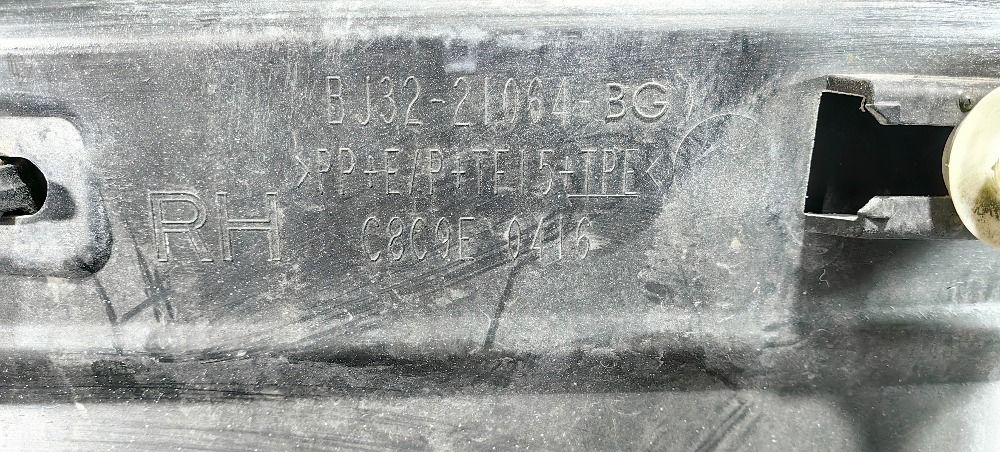 BJ32-21064-BG
>PP+E/P+TE15+TPE<
RH
C8C9E 0416